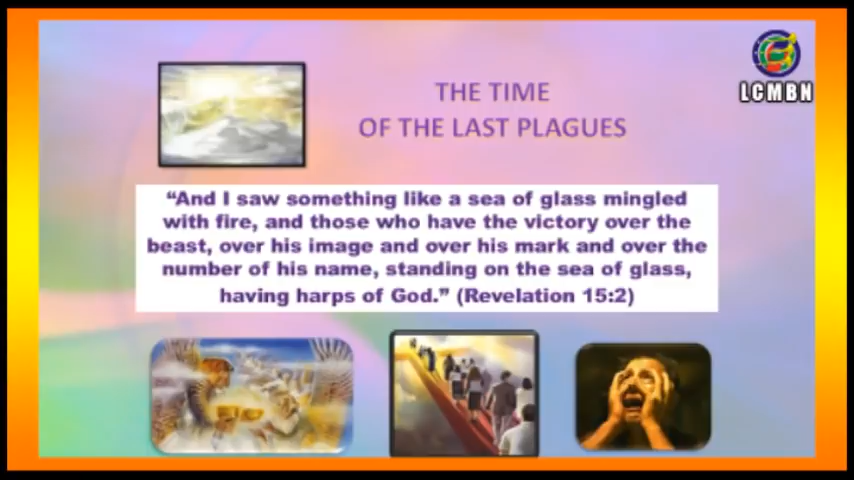 LCMBN
THE TIME
OF THE LAST PLAGUES
“And I saw something like a sea of glass mingled
with fire, and those who have the victory over the
beast, over his image and over his mark and over the
number of his name, standing on the sea of glass,
having harps of God.” (Revelation 15:2)